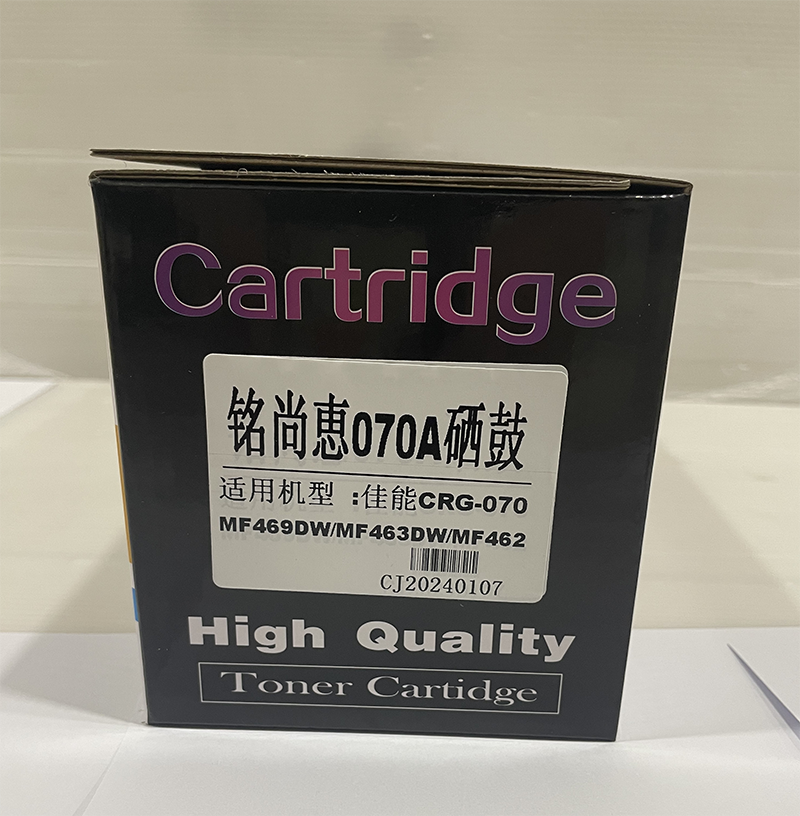 Cartridge
铭尚恵070A硒鼓
适用机型 :佳能CRG-070
MF469DW/MF463DW/MF462
CJ20240107
High Quality
Toner Cartidge